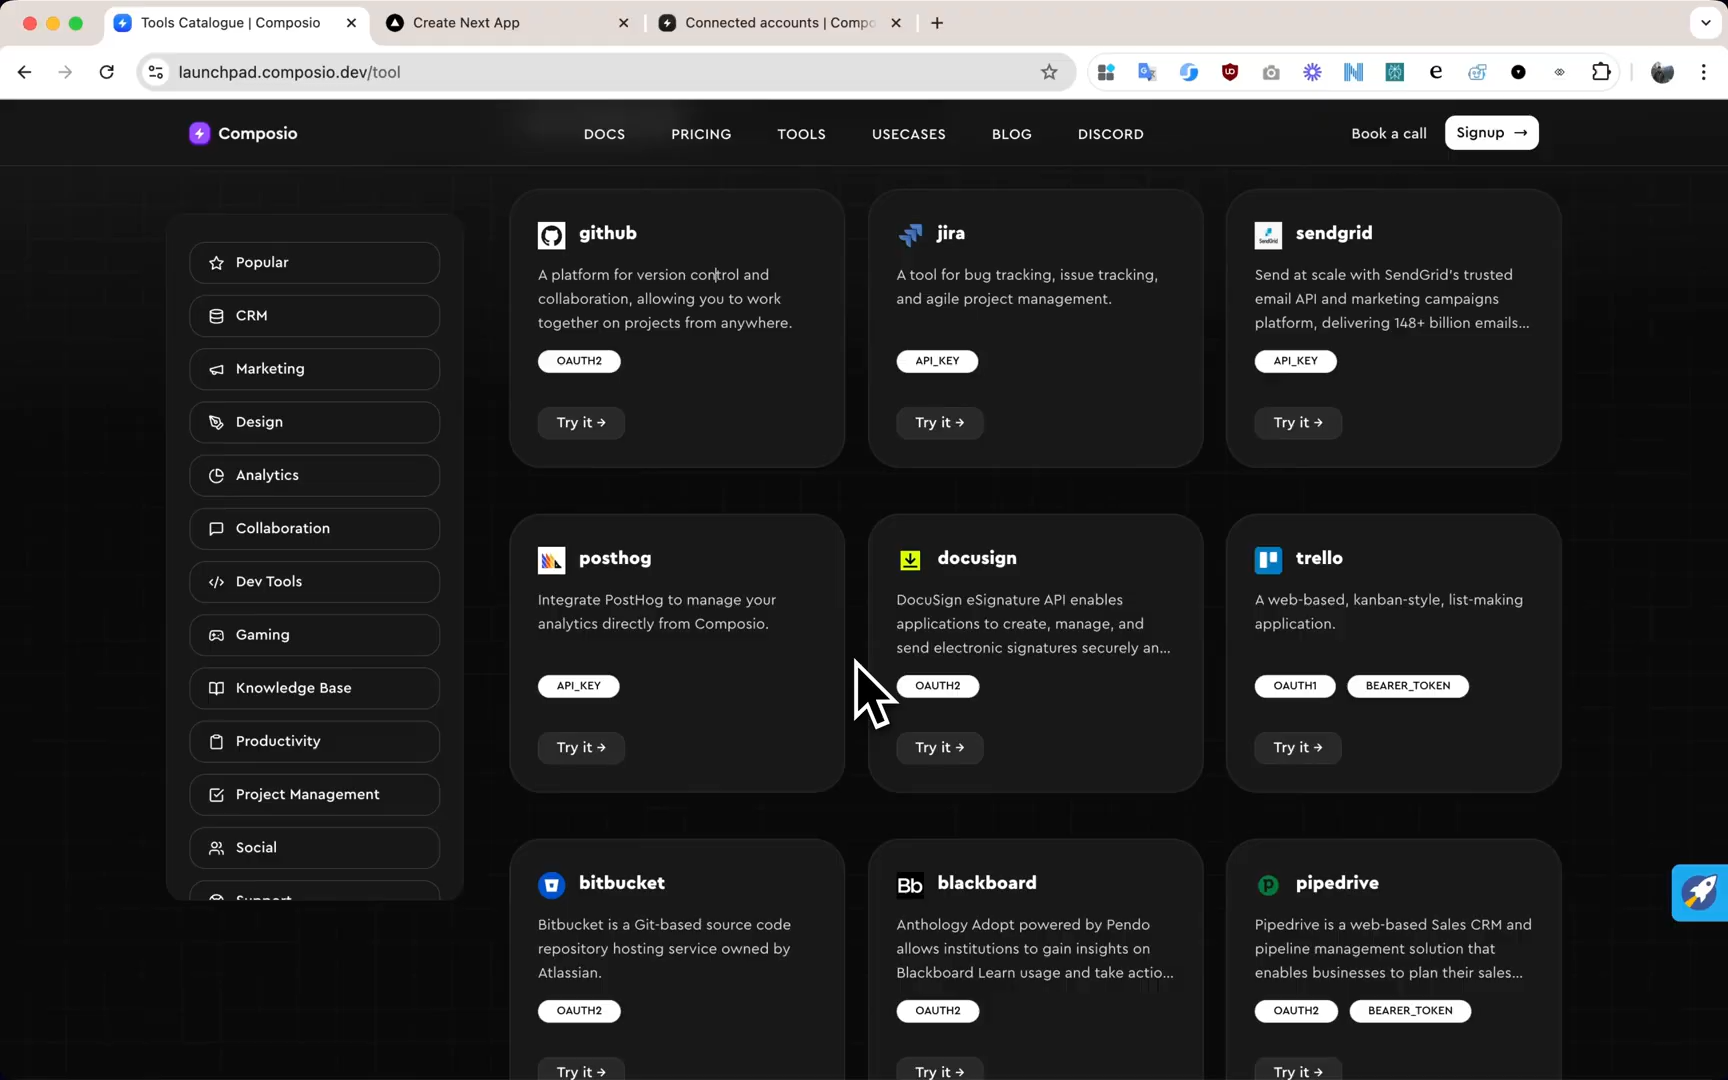 Tools Catalogue | Composio
Create Next App
Connected accounts | Compo
launchpad.composio.dev/tool
Composio
DOCS
PRICING
TOOLS
USECASES
BLOG
DISCORD
Book a call
Signup →
Popular
CRM
Marketing
Design
Analytics
Collaboration
Dev Tools
Gaming
Knowledge Base
Productivity
Project Management
Social
Support
github
A platform for version control and
collaboration, allowing you to work
together on projects from anywhere.
OAUTH2
Try it →
jira
A tool for bug tracking, issue tracking,
and agile project management.
API_KEY
Try it →
sendgrid
Send at scale with SendGrid's trusted
email API and marketing campaigns
platform, delivering 148+ billion emails...
API_KEY
Try it →
posthog
Integrate PostHog to manage your
analytics directly from Composio.
API_KEY
Try it →
docusign
DocuSign eSignature API enables
applications to create, manage, and
send electronic signatures securely an...
OAUTH2
Try it →
trello
A web-based, kanban-style, list-making
application.
OAUTH1
BEARER_TOKEN
Try it →
bitbucket
Bitbucket is a Git-based source code
repository hosting service owned by
Atlassian.
OAUTH2
Try it →
Bb
blackboard
Anthology Adopt powered by Pendo
allows institutions to gain insights on
Blackboard Learn usage and take actio...
OAUTH2
Try it →
pipedrive
Pipedrive is a web-based Sales CRM and
pipeline management solution that
enables businesses to plan their sales...
OAUTH2
BEARER_TOKEN
Try it →